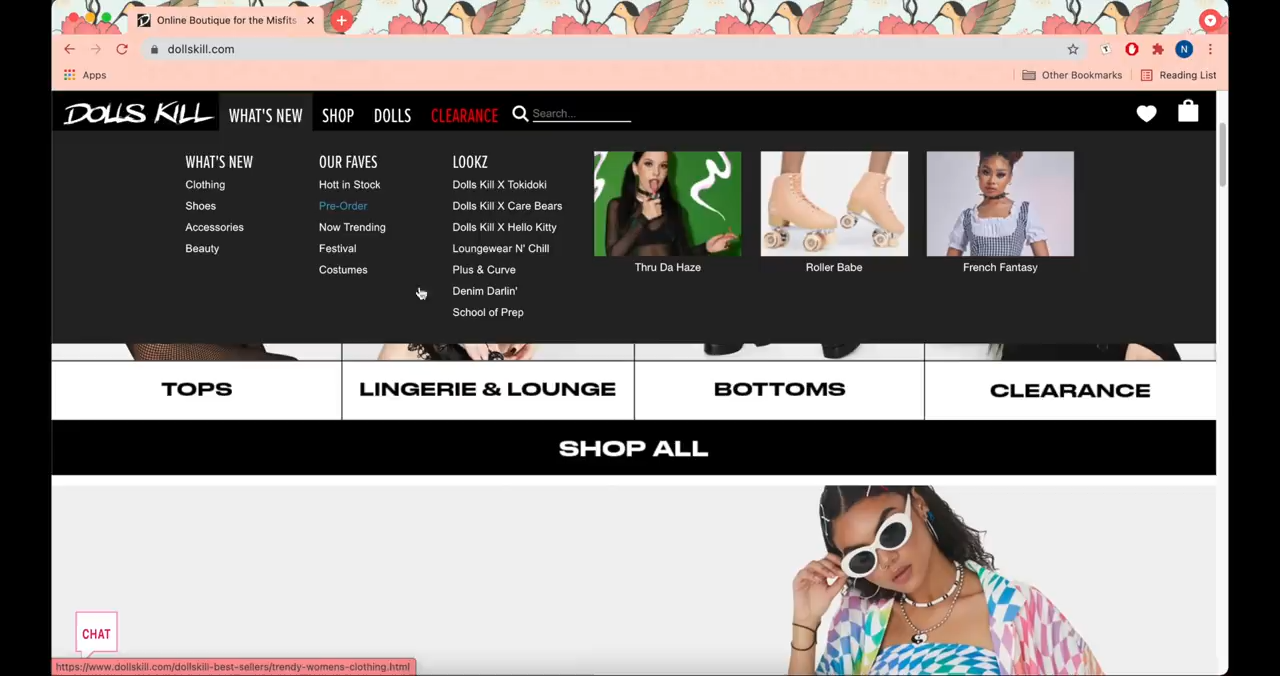 Online Boutique for the Misfits
dollskill.com
N
Apps
Other Bookmarks
Reading List
DOLLS KILL
WHAT'S NEW
SHOP
DOLLS
CLEARANCE
Search...
WHAT'S NEW
Clothing
Shoes
Accessories
Beauty
OUR FAVES
Hott in Stock
Pre-Order
Now Trending
Festival
Costumes
LOOKZ
Dolls Kill X Tokidoki
Dolls Kill X Care Bears
Dolls Kill X Hello Kitty
Loungewear N' Chill
Plus & Curve
Denim Darlin'
School of Prep
Thru Da Haze
Roller Babe
French Fantasy
TOPS
LINGERIE & LOUNGE
BOTTOMS
CLEARANCE
SHOP ALL
CHAT
https://www.dollskill.com/dollskill-best-sellers/trendy-womens-clothing.html